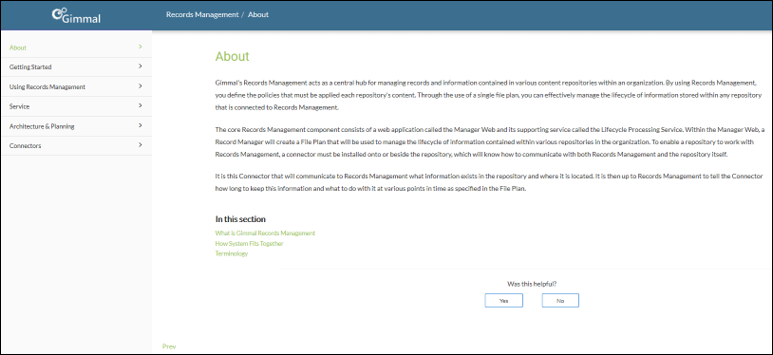 Gimmal
Records Management / About
About
Getting Started
Using Records Management
Service
Architecture & Planning
Connectors
About
Gimmal's Records Management acts as a central hub for managing records and information contained in various content repositories within an organization. By using Records Management,
you define the policies that must be applied each repository's content. Through the use of a single file plan, you can effectively manage the lifecycle of information stored within any repository
that is connected to Records Management.
The core Records Management component consists of a web application called the Manager Web and its supporting service called the Lifecycle Processing Service. Within the Manager Web, a
Record Manager will create a File Plan that will be used to manage the lifecycle of information contained within various repositories in the organization. To enable a repository to work with
Records Management, a connector must be installed onto or beside the repository, which will know how to communicate with both Records Management and the repository itself.
It is this Connector that will communicate to Records Management what information exists in the repository and where it is located. It is then up to Records Management to tell the Connector
how long to keep this information and what to do with it at various points in time as specified in the File Plan.
In this section
What is Gimmal Records Management
How System Fits Together
Terminology
Was this helpful?
Yes No
Prev